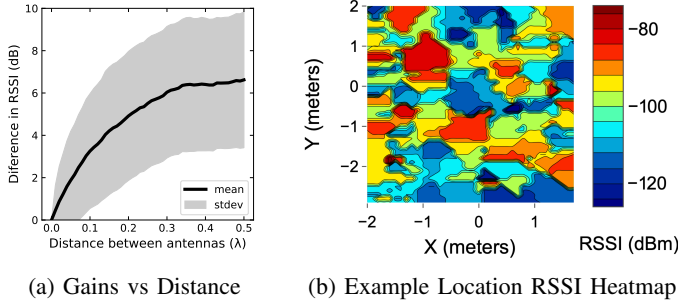 10
8
6
4
2
0
Diference in RSSI (dB)
mean
stdev
0.0 0.1 0.2 0.3 0.4 0.5
Distance between antennas (λ)
(a) Gains vs Distance
2
1
0
−1
−2
Y (meters)
−2 −1 0 1
X (meters)
−80
−100
−120
RSSI (dBm)
(b) Example Location RSSI Heatmap